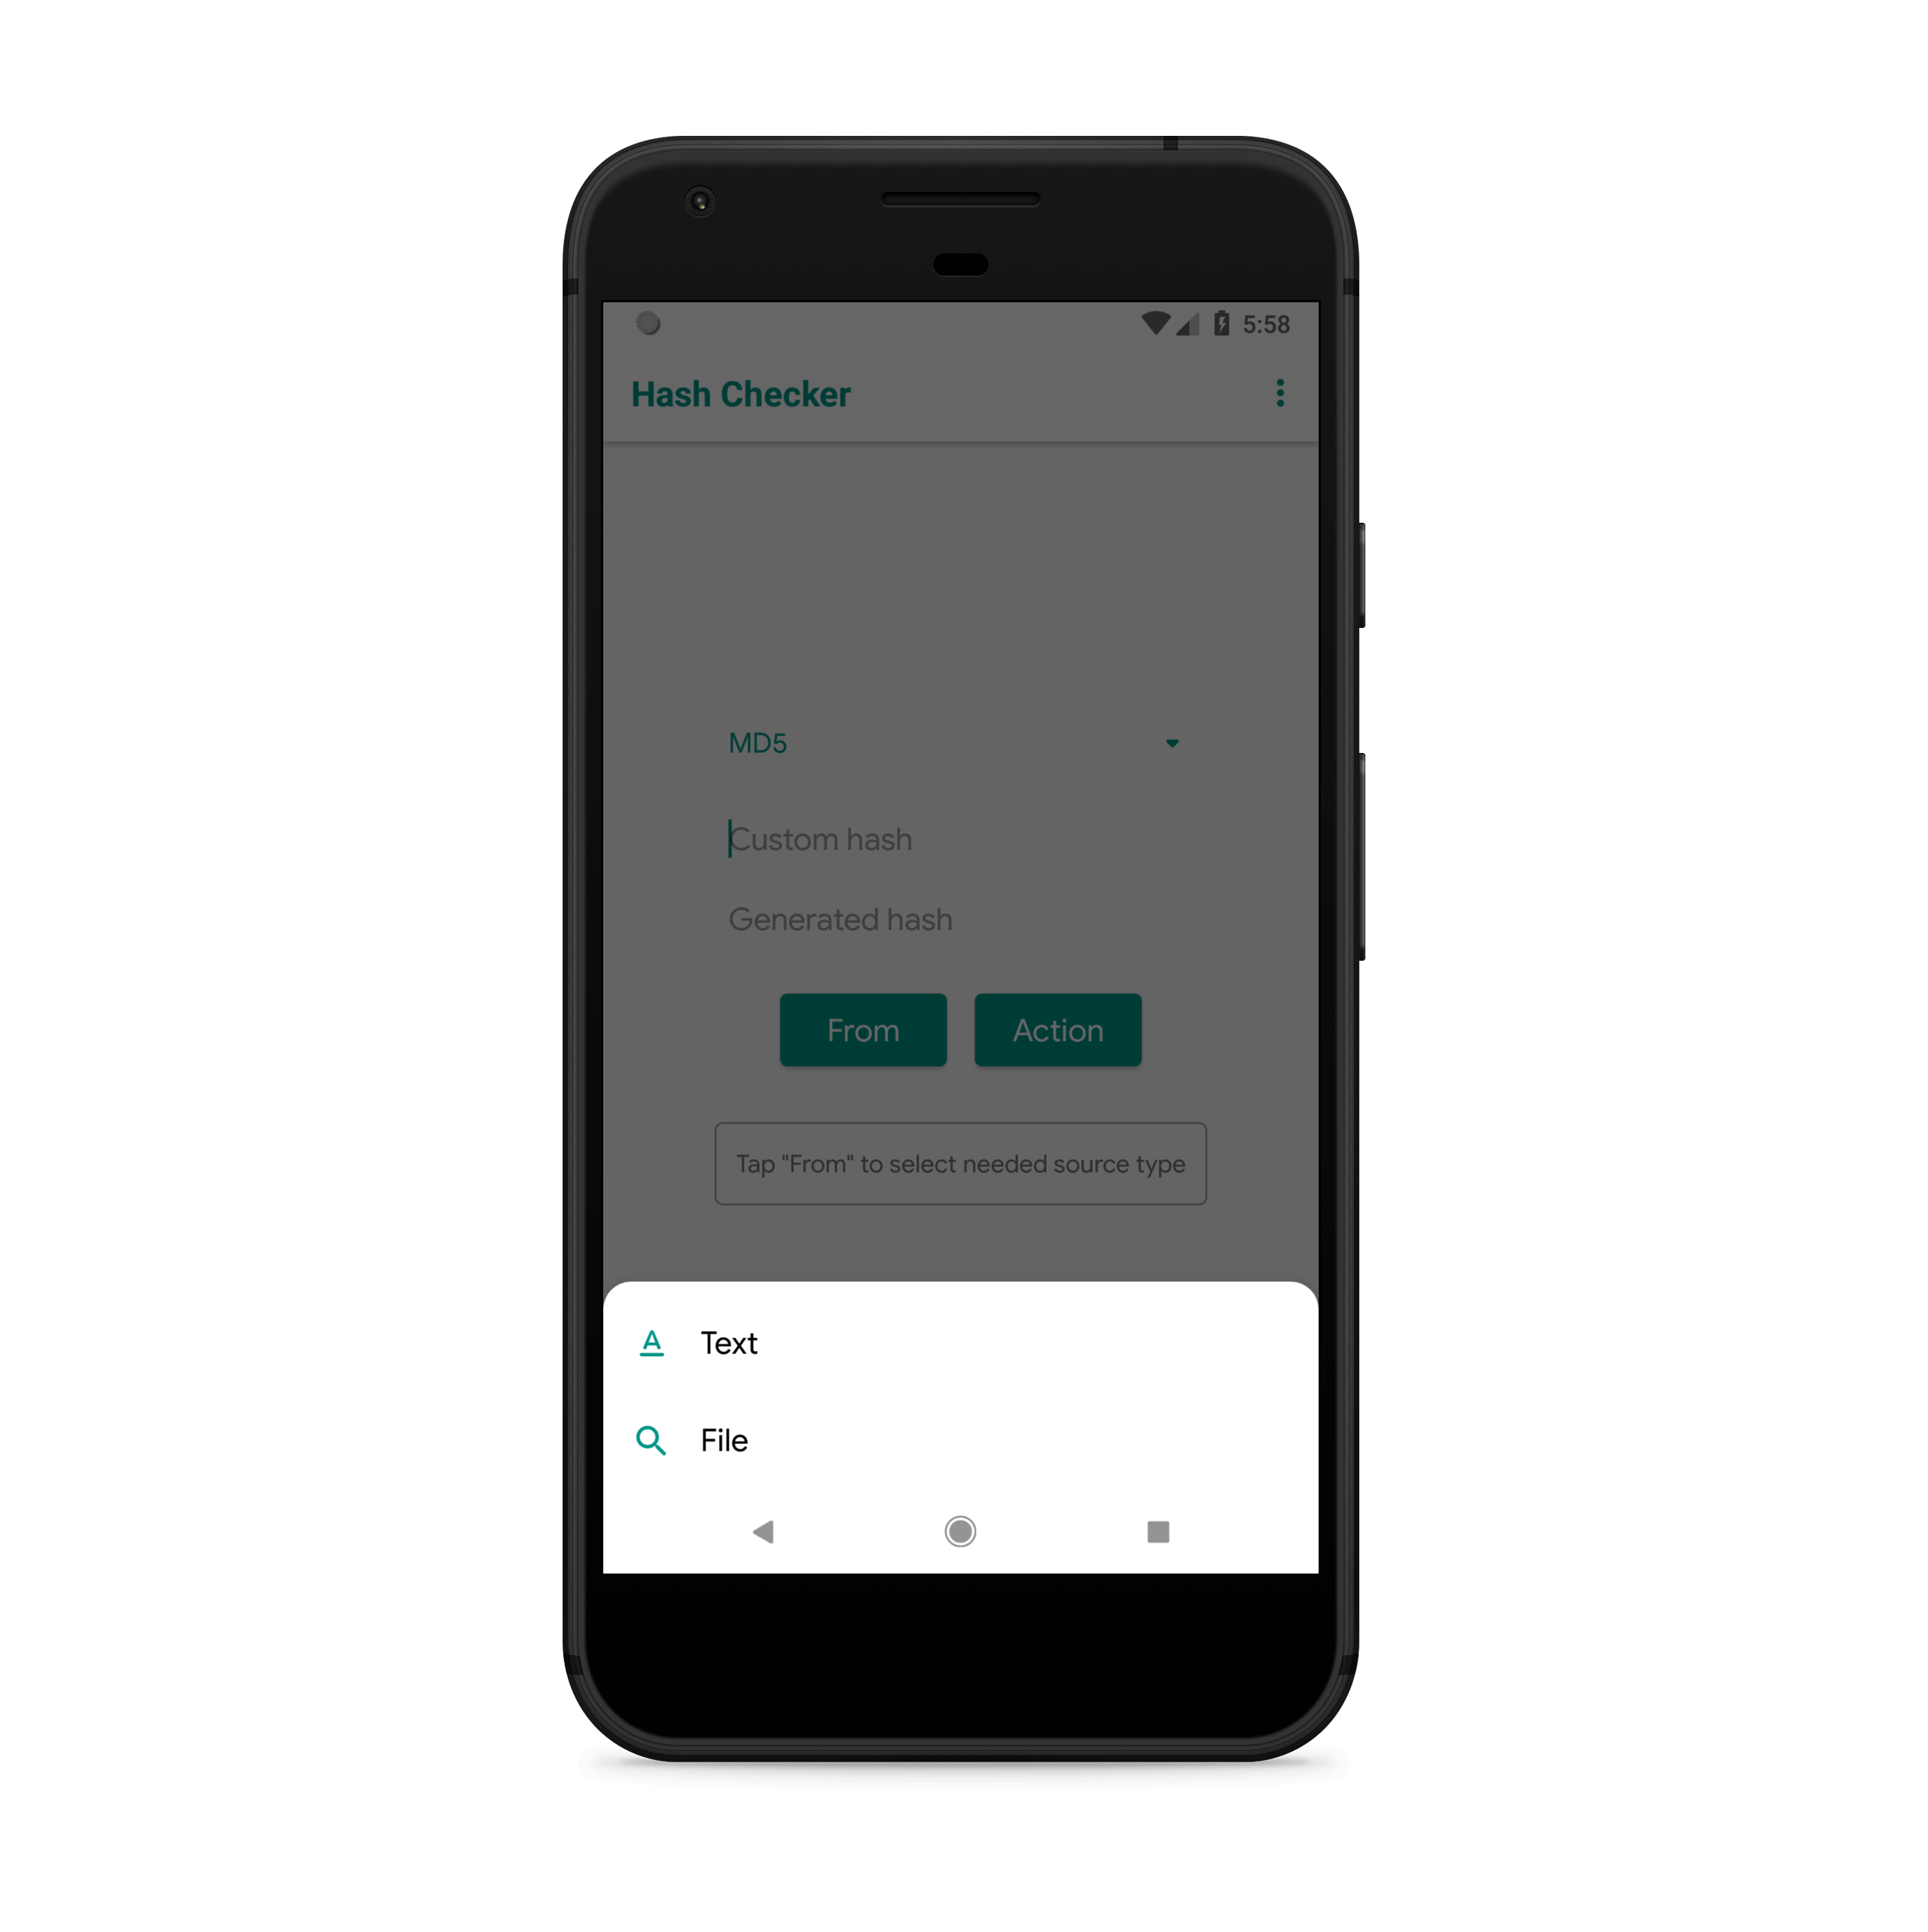 5:58
Hash Checker
MD5
Custom hash
Generated hash
From Action
Tap "From" to select needed source type
Text
File